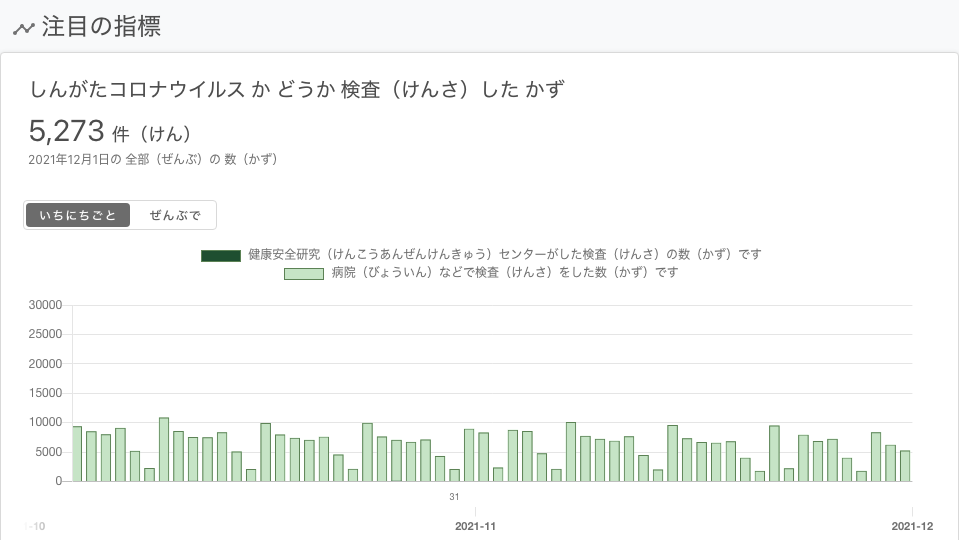 注目の指標
しんがたコロナウイルス か どうか 検査（けんさ）した かず
5,273 件（けん）
2021年12月1日の 全部（ぜんぶ）の 数（かず）
いちにちごと ぜんぶで
健康安全研究（けんこうあんぜんけんきゅう）センターがした検査（けんさ）の数（かず）です
病院（びょういん）などで検査（けんさ）をした数（かず）です
30000
25000
20000
15000
10000
5000
0
31
-10 2021-11 2021-12